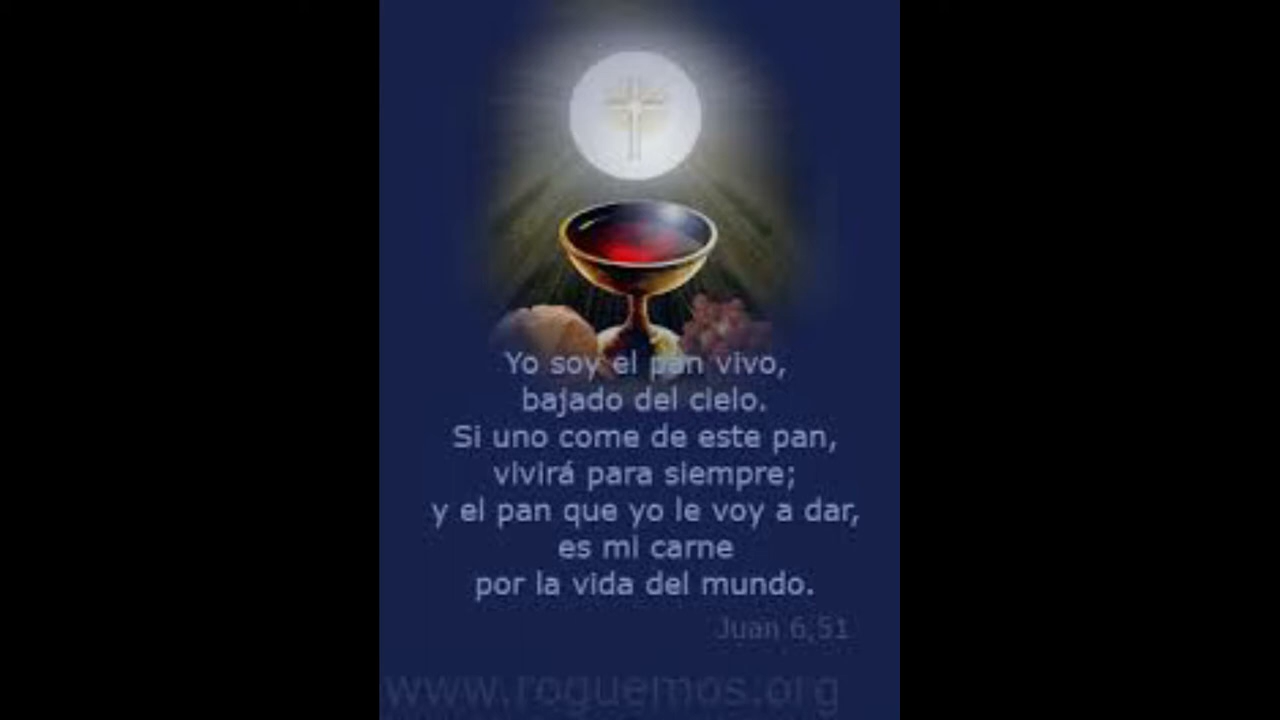 Yo soy el pan vivo,
bajado del cielo.
Si uno come de este pan,
vivirá para siempre;
y el pan que yo le voy a dar,
es mi carne
por la vida del mundo.
Juan 6,51
www.roguemos.org